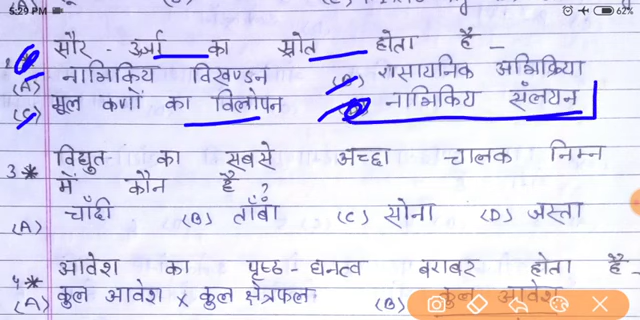 5:29 PM
62%
2* सौर - ऊर्जा का स्रोत होता है -
(A) नाभिकिय विखण्डन (B) रासायनिक अभिक्रिया
(C) मूल कणों का विलोपन (D) नाभिकिय संलयन
3* विद्युत का सबसे अच्छा चालक निम्न
में कौन है ?
(A) चाँदी (B) ताँबाँ (C) सोना (D) जस्ता
4* आवेश का पृष्ठ - घनत्व बराबर होता है -
(A) कुल आवेश x कुल क्षेत्रफल (B) कुल आवेश